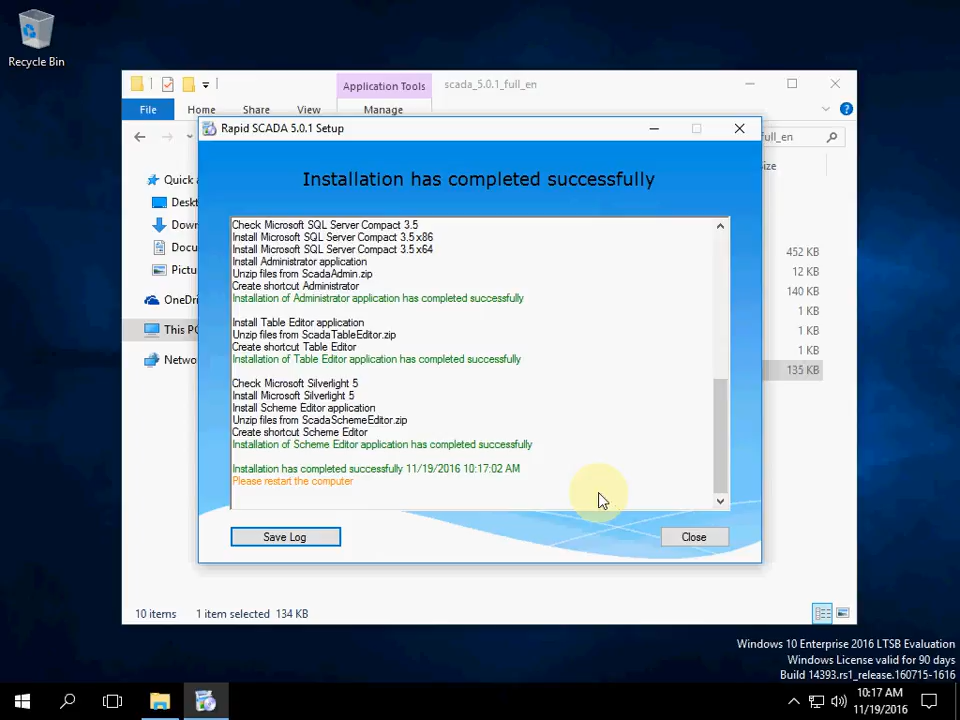 Recycle Bin
Application Tools
scada_5.0.1_full_en
File
Home
Share
View
Manage
Rapid SCADA 5.0.1 Setup
full_en
Installation has completed successfully
Quick
Check Microsoft SQL Server Compact 3.5
Install Microsoft SQL Server Compact 3.5x86
Install Microsoft SQL Server Compact 3.5x64
Install Administrator application
Unzip files from ScadaAdmin.zip
Create shortcut Administrator
Installation of Administrator application has completed successfully
Install Table Editor application
Unzip files from ScadaTableEditor.zip
Create shortcut Table Editor
Installation of Table Editor application has completed successfully
Check Microsoft Silverlight 5
Install Microsoft Silverlight 5
Install Scheme Editor application
Unzip files from ScadaSchemeEditor.zip
Create shortcut Scheme Editor
Installation of Scheme Editor application has completed successfully
Installation has completed successfully 11/19/2016 10:17:02 AM
Please restart the computer
This PC
452 KB
12 KB
140 KB
1 KB
1 KB
1 KB
135 KB
Save Log
Close
10 items
1 item selected 134 KB
Windows 10 Enterprise 2016 LTSB Evaluation
Windows License valid for 90 days
Build 14393.rs1_release.160715-1616
10:17 AM
11/19/2016